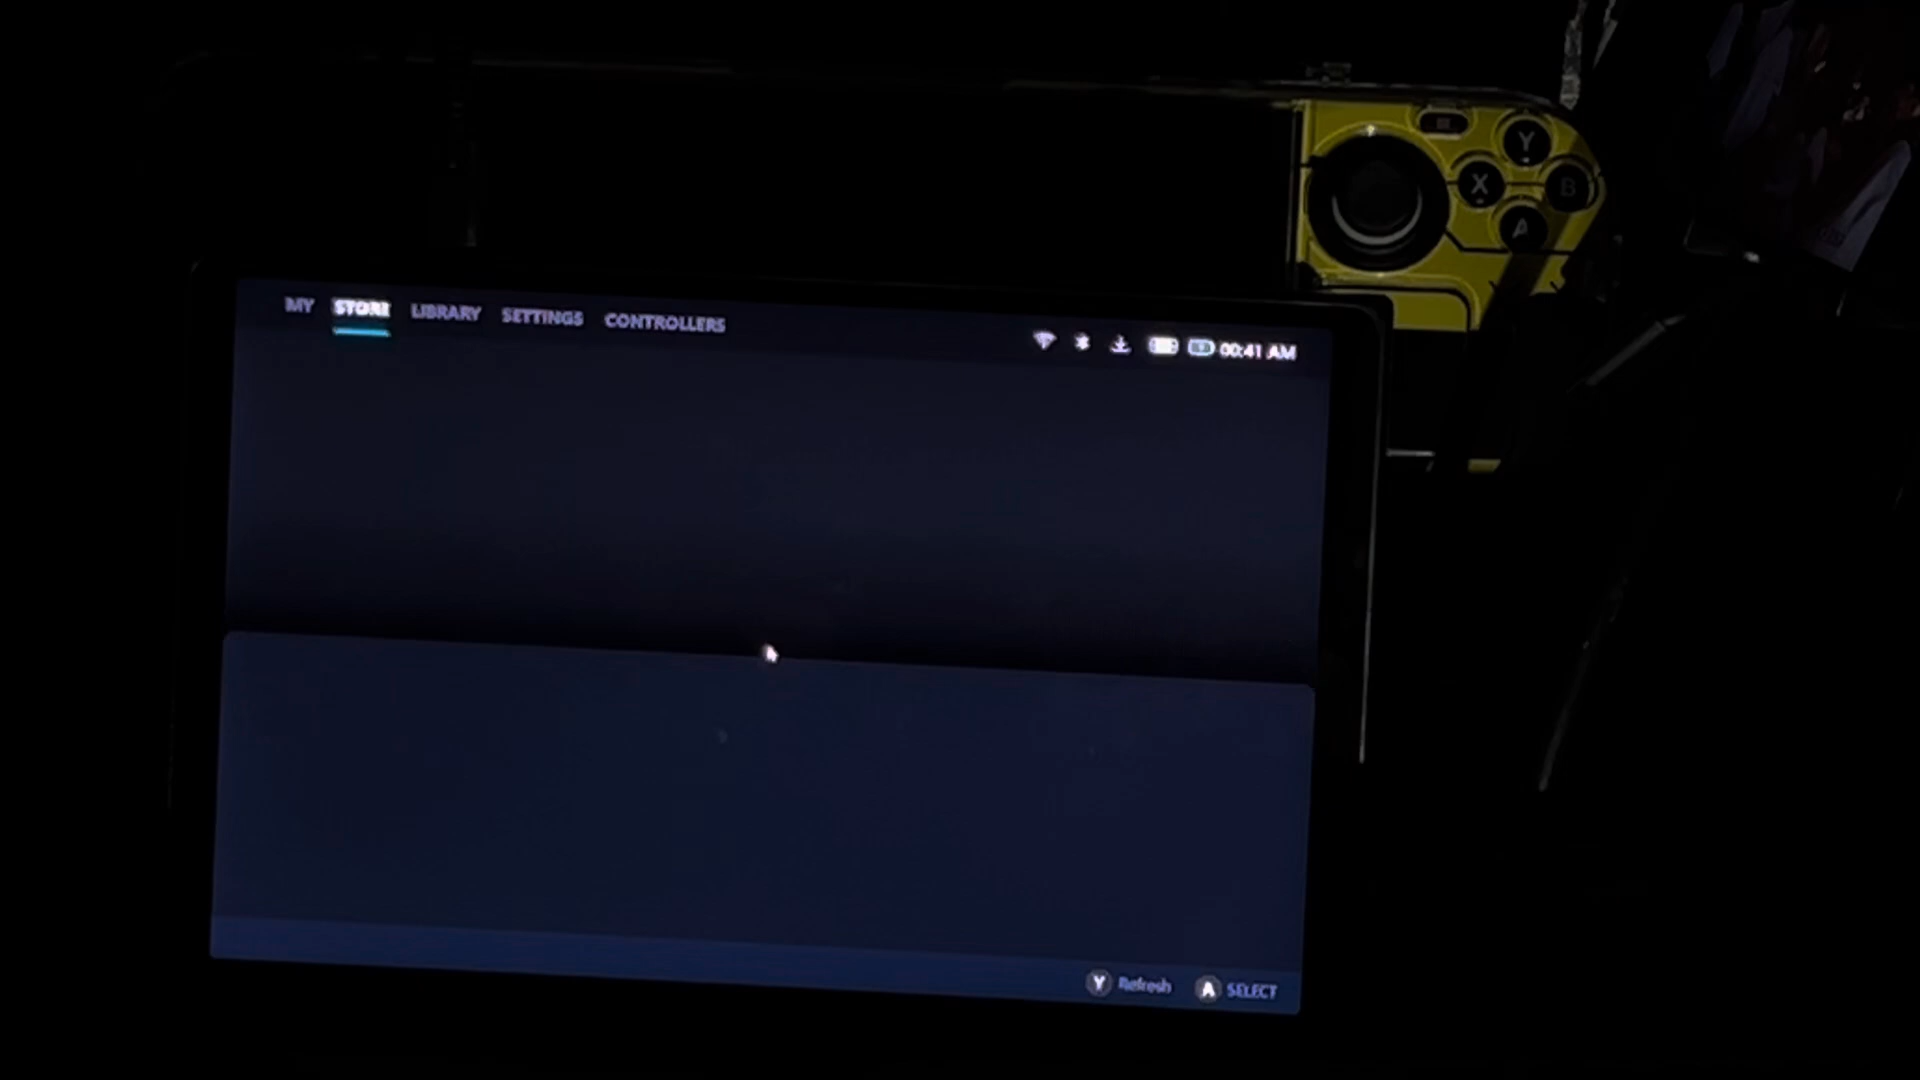 Y
X B
A
MY STORE LIBRARY SETTINGS CONTROLLERS
00:41 AM
Y Refresh A SELECT